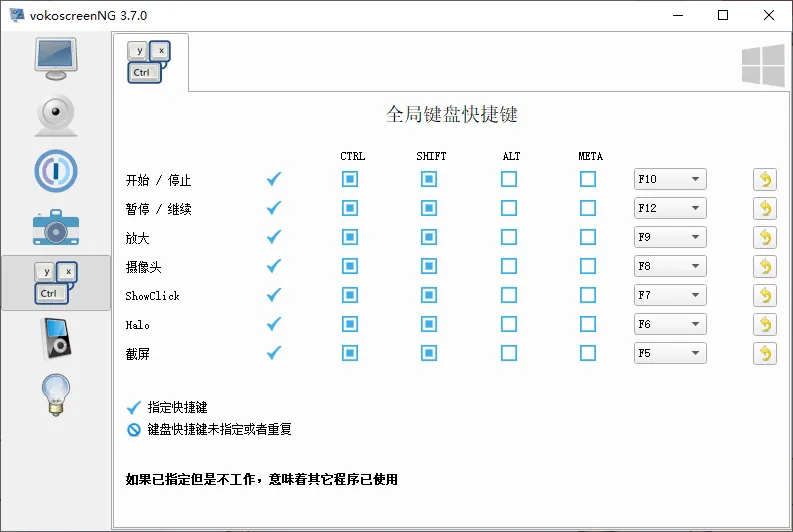 vokoscreenNG 3.7.0
y x
Ctrl
全局键盘快捷键
CTRL SHIFT ALT META
开始 / 停止 F10
暂停 / 继续 F12
放大 F9
摄像头 F8
ShowClick F7
y x
Ctrl
Halo F6
截屏 F5
指定快捷键
键盘快捷键未指定或者重复
如果已指定但是不工作，意味着其它程序已使用